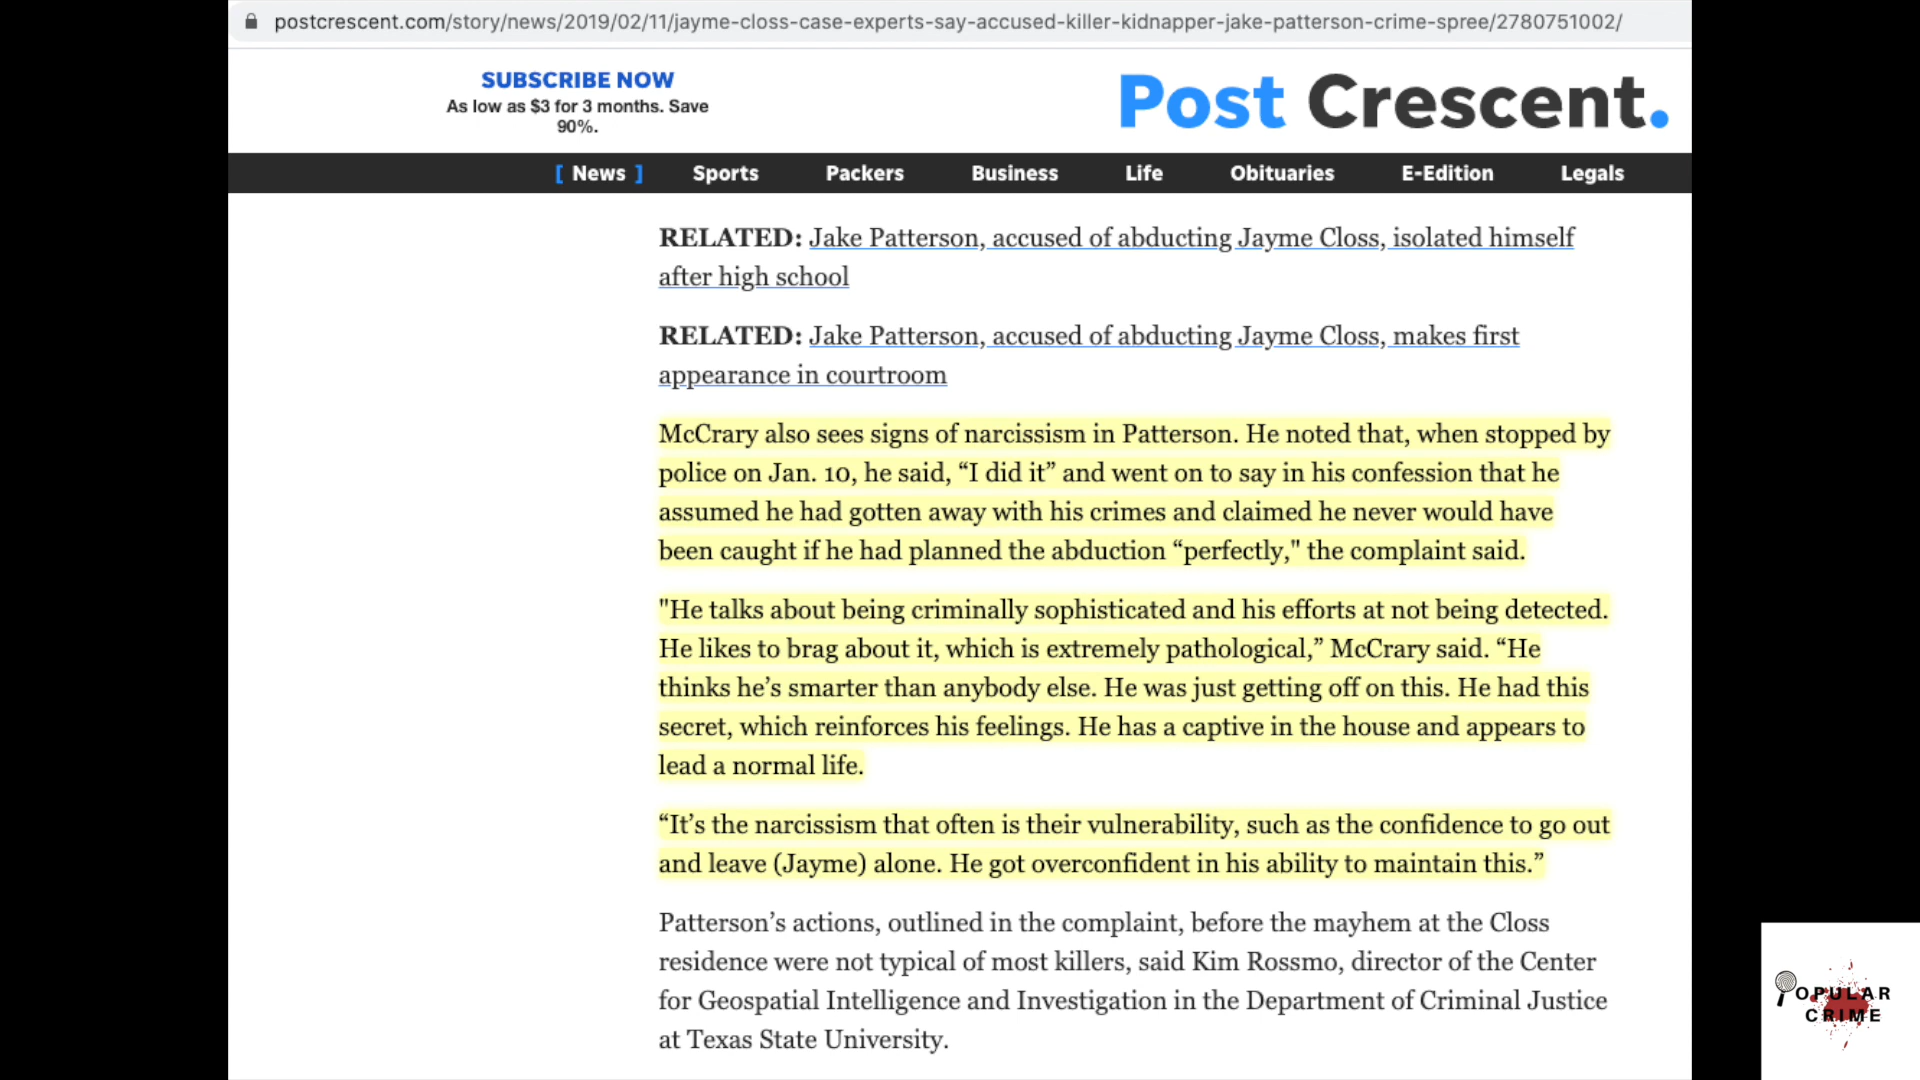 postcrescent.com/story/news/2019/02/11/jayme-closs-case-experts-say-accused-killer-kidnapper-jake-patterson-crime-spree/2780751002/
SUBSCRIBE NOW
As low as $3 for 3 months. Save
90%.
Post Crescent.
[ News ] Sports Packers Business Life Obituaries E-Edition Legals
RELATED: Jake Patterson, accused of abducting Jayme Closs, isolated himself
after high school
RELATED: Jake Patterson, accused of abducting Jayme Closs, makes first
appearance in courtroom
McCrary also sees signs of narcissism in Patterson. He noted that, when stopped by
police on Jan. 10, he said, “I did it” and went on to say in his confession that he
assumed he had gotten away with his crimes and claimed he never would have
been caught if he had planned the abduction “perfectly," the complaint said.
"He talks about being criminally sophisticated and his efforts at not being detected.
He likes to brag about it, which is extremely pathological,” McCrary said. “He
thinks he’s smarter than anybody else. He was just getting off on this. He had this
secret, which reinforces his feelings. He has a captive in the house and appears to
lead a normal life.
“It’s the narcissism that often is their vulnerability, such as the confidence to go out
and leave (Jayme) alone. He got overconfident in his ability to maintain this.”
Patterson’s actions, outlined in the complaint, before the mayhem at the Closs
residence were not typical of most killers, said Kim Rossmo, director of the Center
for Geospatial Intelligence and Investigation in the Department of Criminal Justice
at Texas State University.
POPULAR
CRIME